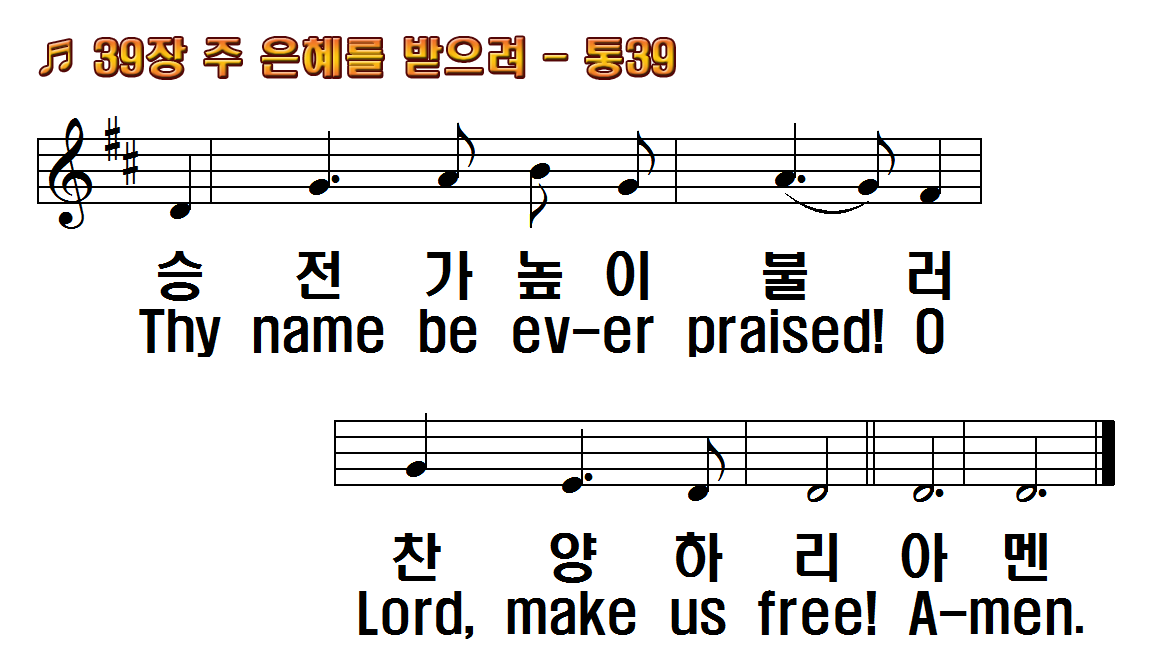 ♬ 39장 주 은혜를 받으려 - 통39
승 전 가 높 이 불 러
Thy name be ev-er praised! O
찬 양 하 리 아 멘
Lord, make us free! A-men.